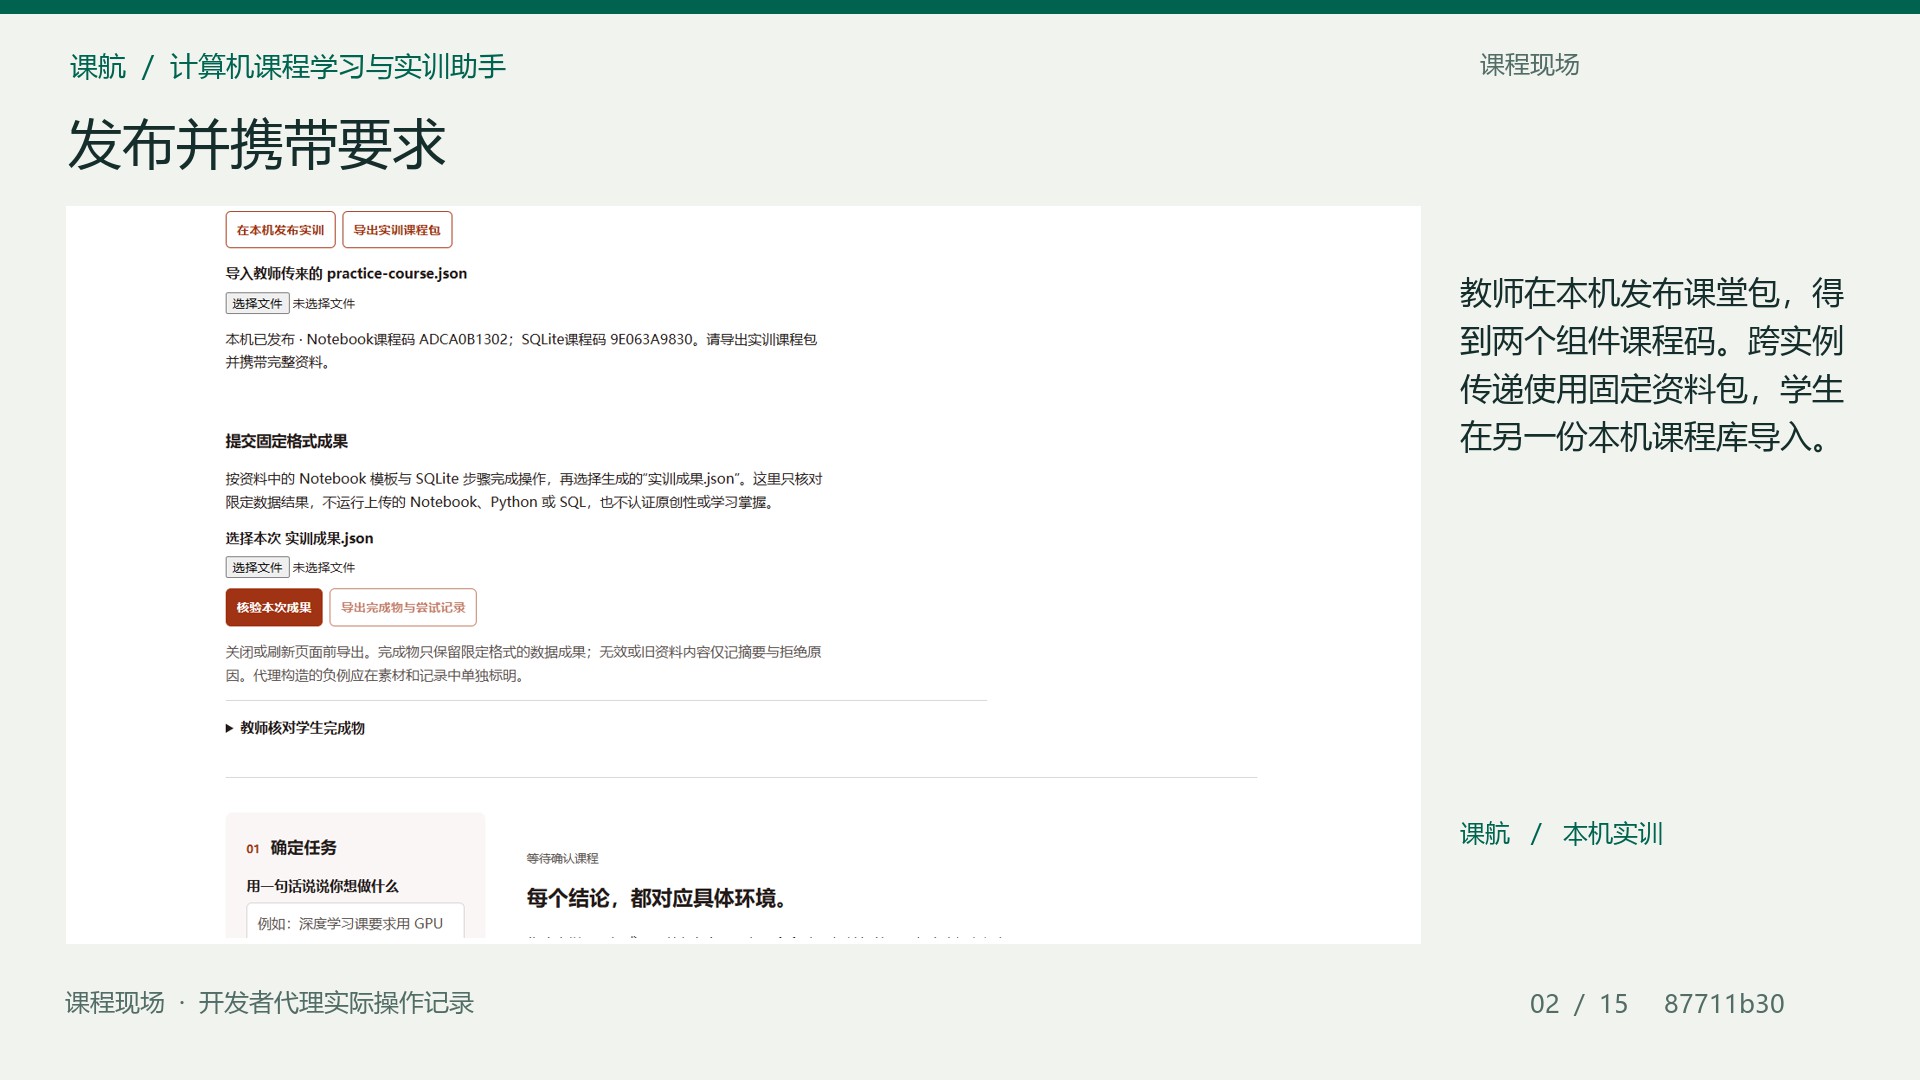 课航 / 计算机课程学习与实训助手
课程现场
发布并携带要求
在本机发布实训 导出实训课程包
导入教师传来的 practice-course.json
选择文件 未选择文件
本机已发布 · Notebook课程码 ADCA0B1302；SQLite课程码 9E063A9830。请导出实训课程包
并携带完整资料。
提交固定格式成果
按资料中的 Notebook 模板与 SQLite 步骤完成操作，再选择生成的“实训成果.json”。这里只核对
限定数据结果，不运行上传的 Notebook、Python 或 SQL，也不认证原创性或学习掌握。
选择本次 实训成果.json
选择文件 未选择文件
核验本次成果 导出完成物与尝试记录
关闭或刷新页面前导出。完成物只保留限定格式的数据成果；无效或旧资料内容仅记摘要与拒绝原
因。代理构造的负例应在素材和记录中单独标明。
▶ 教师核对学生完成物
01 确定任务
用一句话说说你想做什么
例如：深度学习课要求用 GPU
等待确认课程
每个结论，都对应具体环境。
教师在本机发布课堂包，得
到两个组件课程码。跨实例
传递使用固定资料包，学生
在另一份本机课程库导入。
课航 / 本机实训
课程现场 · 开发者代理实际操作记录
02 / 15 87711b30